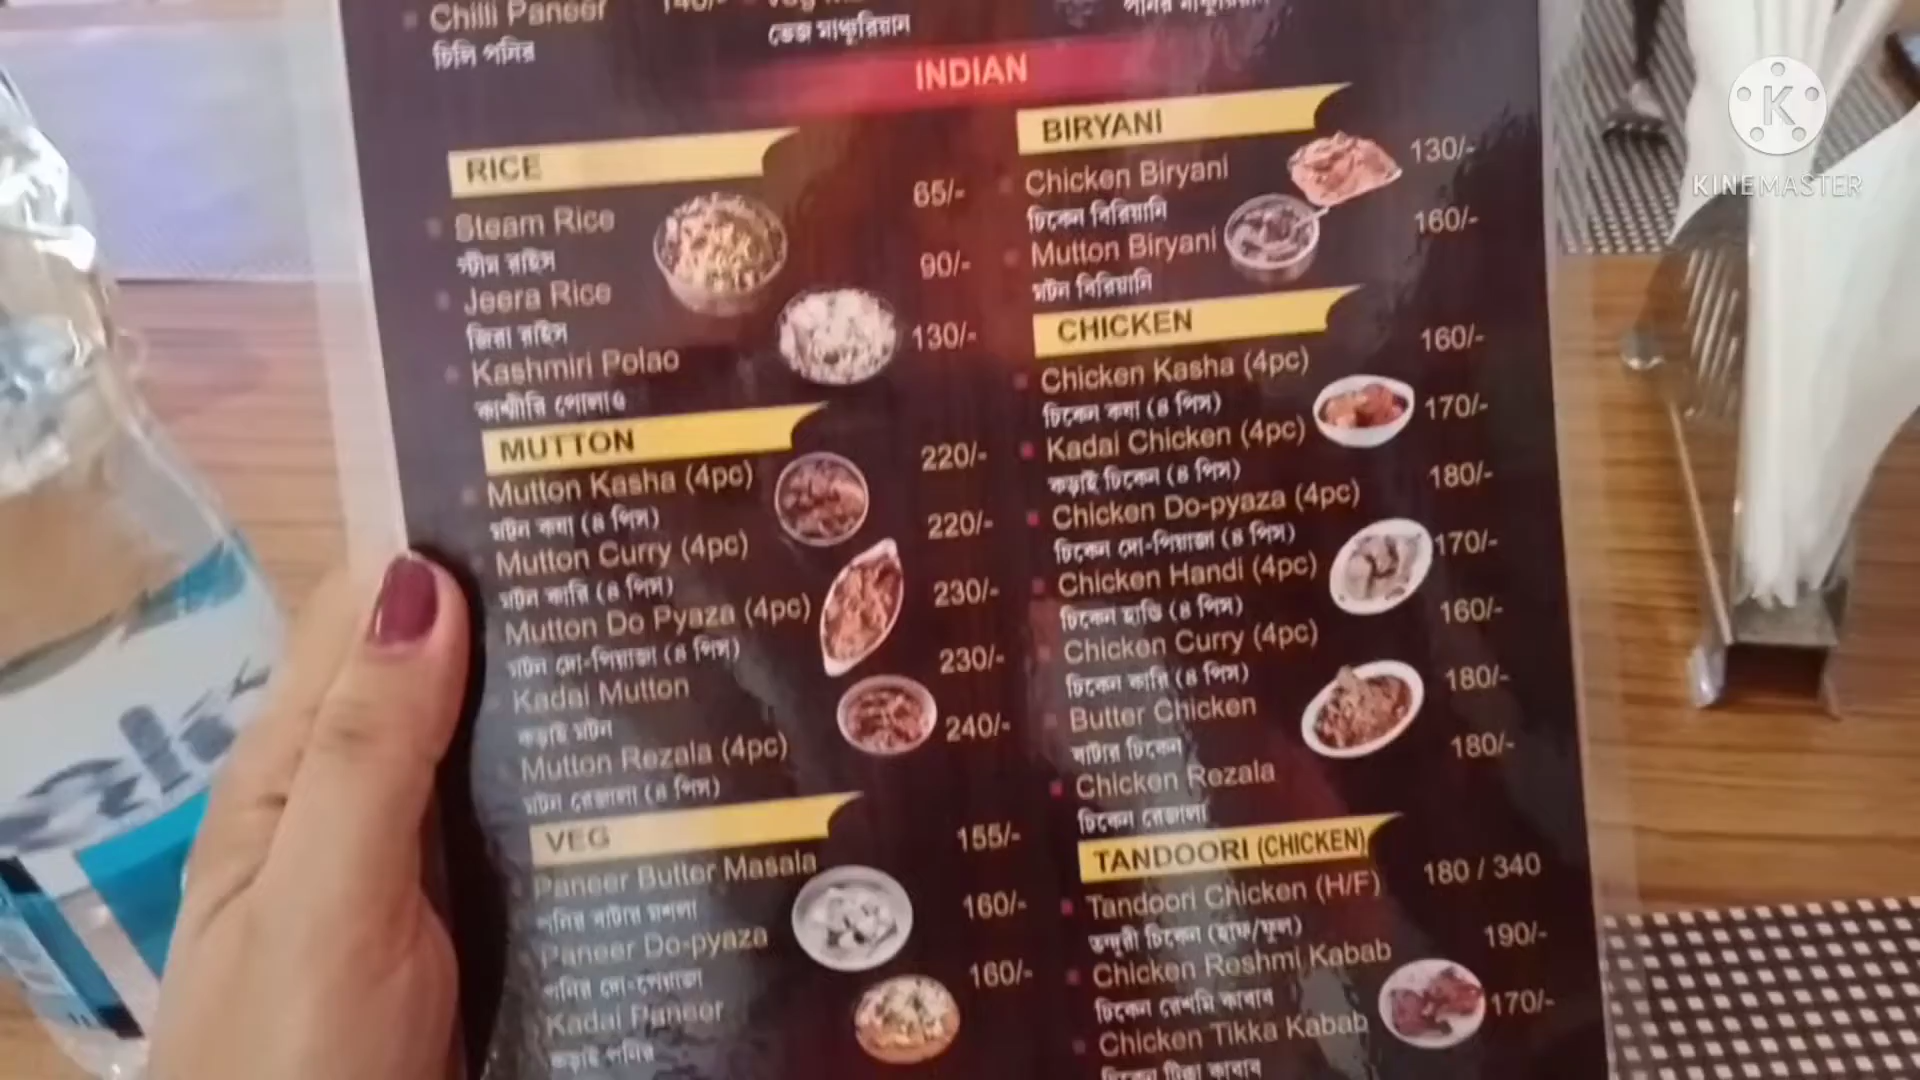 Chilli Paneer 140/-
চিলি পনির
ভেজ মাঞ্চুরিয়ান
পনির মাঞ্চুরিয়ান
INDIAN
RICE
Steam Rice 65/-
স্টীম রাইস
Jeera Rice 90/-
জিরা রাইস
Kashmiri Polao 130/-
কাশ্মীরি পোলাও
MUTTON
Mutton Kasha (4pc) 220/-
মটন কষা (৪ পিস)
Mutton Curry (4pc) 220/-
মটন কারি (৪ পিস)
Mutton Do Pyaza (4pc) 230/-
মটন দো-পিয়াজা (৪ পিস)
Kadai Mutton 230/-
কড়াই মটন
Mutton Rezala (4pc) 240/-
মটন রেজালা (৪ পিস)
VEG
Paneer Butter Masala 155/-
পনির বাটার মশলা
Paneer Do-pyaza 160/-
পনির দো-পেয়াজা
Kadai Paneer 160/-
কড়াই পনির
BIRYANI
Chicken Biryani 130/-
চিকেন বিরিয়ানি
Mutton Biryani 160/-
মটন বিরিয়ানি
CHICKEN
Chicken Kasha (4pc) 160/-
চিকেন কষা (৪ পিস)
Kadai Chicken (4pc) 170/-
কড়াই চিকেন (৪ পিস)
Chicken Do-pyaza (4pc) 180/-
চিকেন দো-পিয়াজা (৪ পিস)
Chicken Handi (4pc) 170/-
চিকেন হান্ডি (৪ পিস)
Chicken Curry (4pc) 160/-
চিকেন কারি (৪ পিস)
Butter Chicken 180/-
বাটার চিকেন
Chicken Rezala 180/-
চিকেন রেজালা
TANDOORI (CHICKEN)
Tandoori Chicken (H/F) 180 / 340
তন্দুরী চিকেন (হাফ/ফুল)
Chicken Reshmi Kabab 190/-
চিকেন রেশমি কাবাব
Chicken Tikka Kabab 170/-
চিকেন টিক্কা কাবাব
K
KINEMASTER